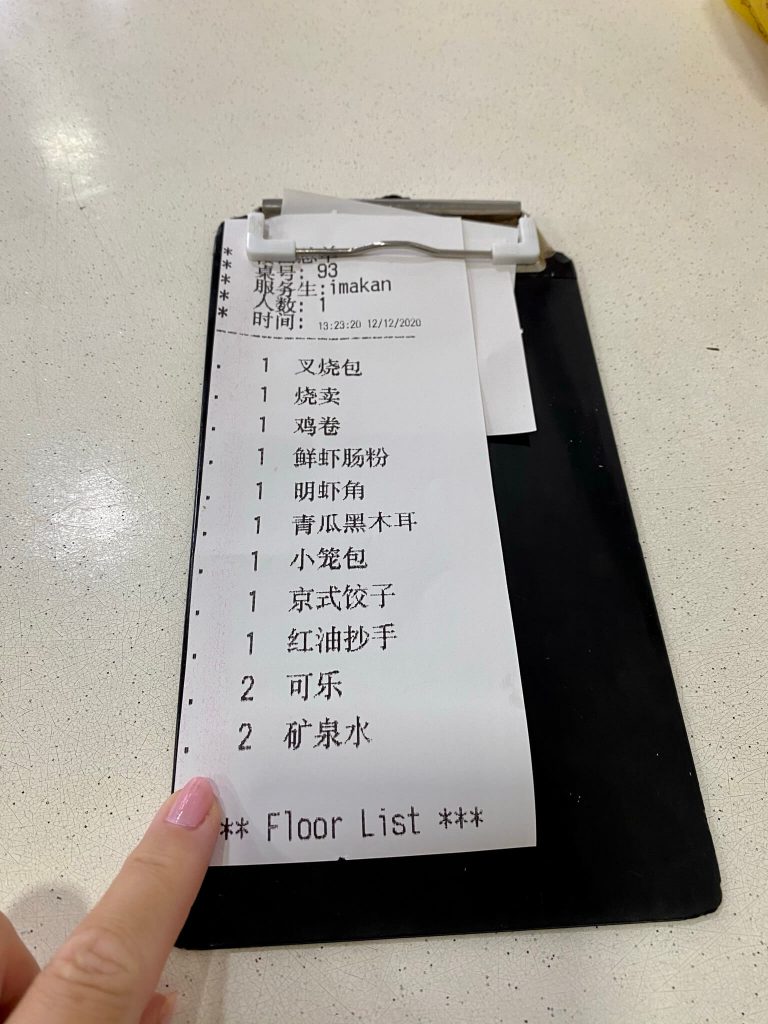 *
*
*
*
*
桌号: 93
服务生:imakan
人数: 1
时间: 13:23:20 12/12/2020
1 叉烧包
1 烧卖
1 鸡卷
1 鲜虾肠粉
1 明虾角
1 青瓜黑木耳
1 小笼包
1 京式饺子
1 红油抄手
2 可乐
2 矿泉水
** Floor List ***